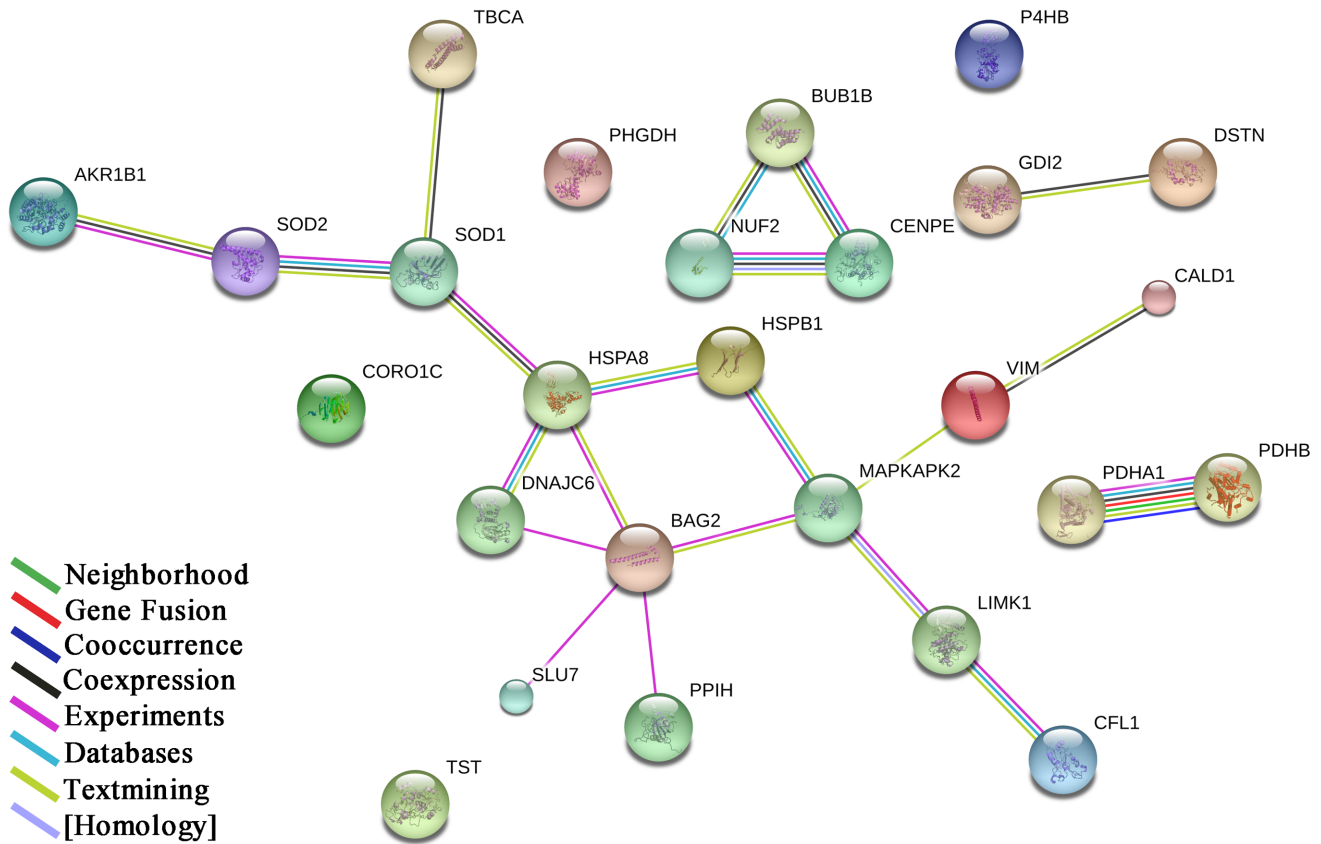 TBCA
P4HB
BUB1B
PHGDH
DSTN
GDI2
AKR1B1
SOD2
SOD1
NUF2
CENPE
CALD1
HSPB1
HSPA8
VIM
CORO1C
PDHB
MAPKAPK2
PDHA1
DNAJC6
BAG2
LIMK1
SLU7
PPIH
CFL1
TST
Neighborhood
Gene Fusion
Cooccurrence
Coexpression
Experiments
Databases
Textmining
[Homology]